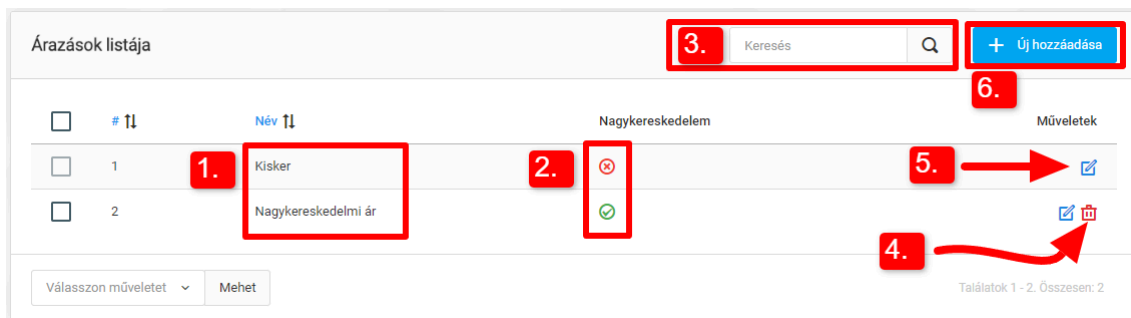 Árazások listája
3.
Keresés
+ Új hozzáadása
6.
#
Név
Nagykereskedelem
Műveletek
1
1.
Kisker
2.
5.
2
Nagykereskedelmi ár
4.
Válasszon műveletet
Mehet
Találatok 1 - 2. Összesen: 2